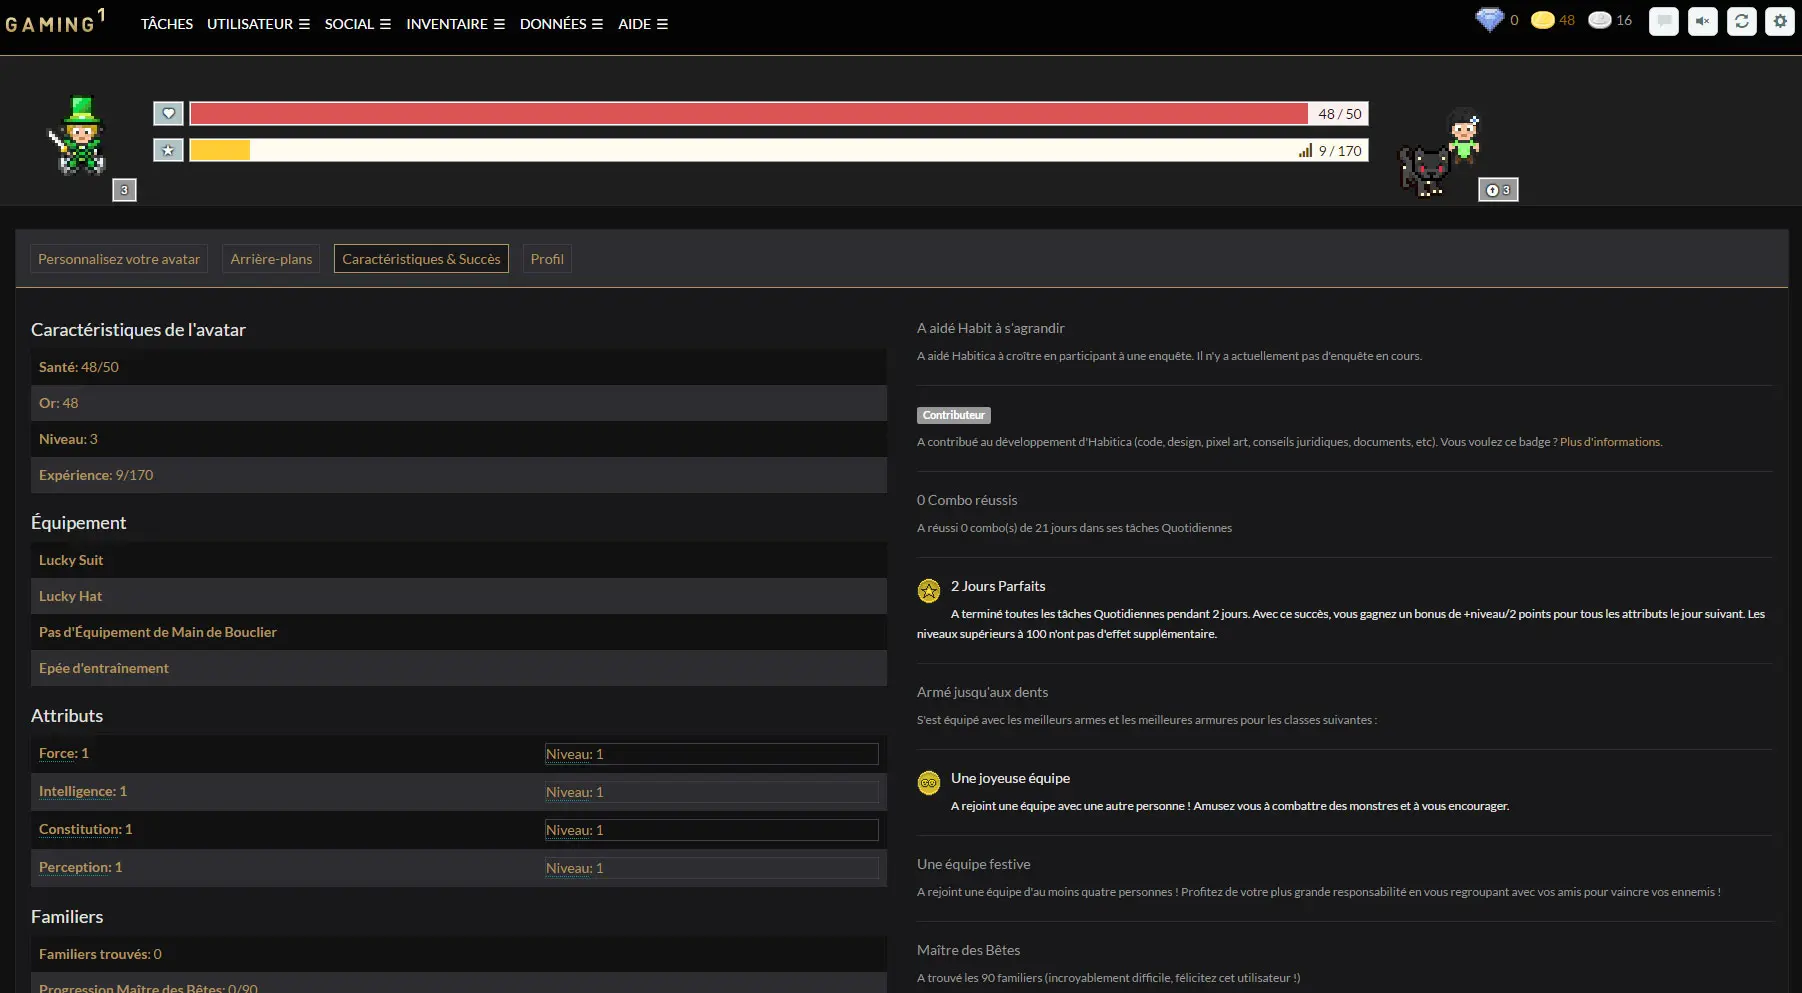 GAMING1
TÂCHES UTILISATEUR ☰ SOCIAL ☰ INVENTAIRE ☰ DONNÉES ☰ AIDE ☰
0 48 16
48 / 50
9 / 170
3
3
Personnalisez votre avatar
Arrière-plans
Caractéristiques & Succès
Profil
Caractéristiques de l'avatar
Santé: 48/50
Or: 48
Niveau: 3
Expérience: 9/170
Équipement
Lucky Suit
Lucky Hat
Pas d'Équipement de Main de Bouclier
Epée d'entraînement
Attributs
Force: 1 Niveau: 1
Intelligence: 1 Niveau: 1
Constitution: 1 Niveau: 1
Perception: 1 Niveau: 1
Familiers
Familiers trouvés: 0
Progression Maître des Bêtes: 0/90
A aidé Habit à s'agrandir
A aidé Habitica à croître en participant à une enquête. Il n'y a actuellement pas d'enquête en cours.
Contributeur
A contribué au développement d'Habitica (code, design, pixel art, conseils juridiques, documents, etc). Vous voulez ce badge ? Plus d'informations.
0 Combo réussis
A réussi 0 combo(s) de 21 jours dans ses tâches Quotidiennes
2 Jours Parfaits
A terminé toutes les tâches Quotidiennes pendant 2 jours. Avec ce succès, vous gagnez un bonus de +niveau/2 points pour tous les attributs le jour suivant. Les
niveaux supérieurs à 100 n'ont pas d'effet supplémentaire.
Armé jusqu'aux dents
S'est équipé avec les meilleurs armes et les meilleures armures pour les classes suivantes :
Une joyeuse équipe
A rejoint une équipe avec une autre personne ! Amusez vous à combattre des monstres et à vous encourager.
Une équipe festive
A rejoint une équipe d'au moins quatre personnes ! Profitez de votre plus grande responsabilité en vous regroupant avec vos amis pour vaincre vos ennemis !
Maître des Bêtes
A trouvé les 90 familiers (incroyablement difficile, félicitez cet utilisateur !)